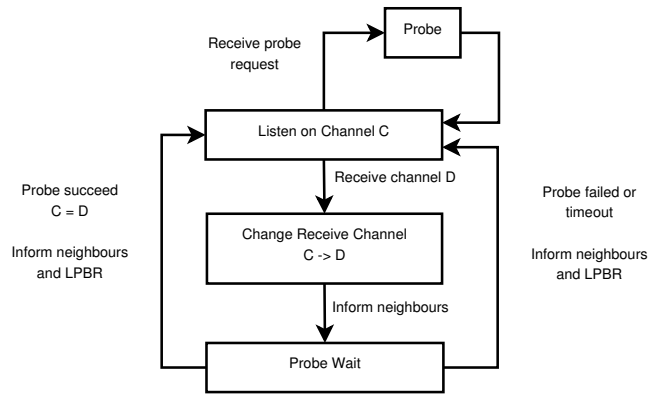 Probe
Receive probe
request
Listen on Channel C
Receive channel D
Probe succeed
C = D
Inform neighbours
and LPBR
Change Receive Channel
C -> D
Probe failed or
timeout
Inform neighbours
and LPBR
Inform neighbours
Probe Wait